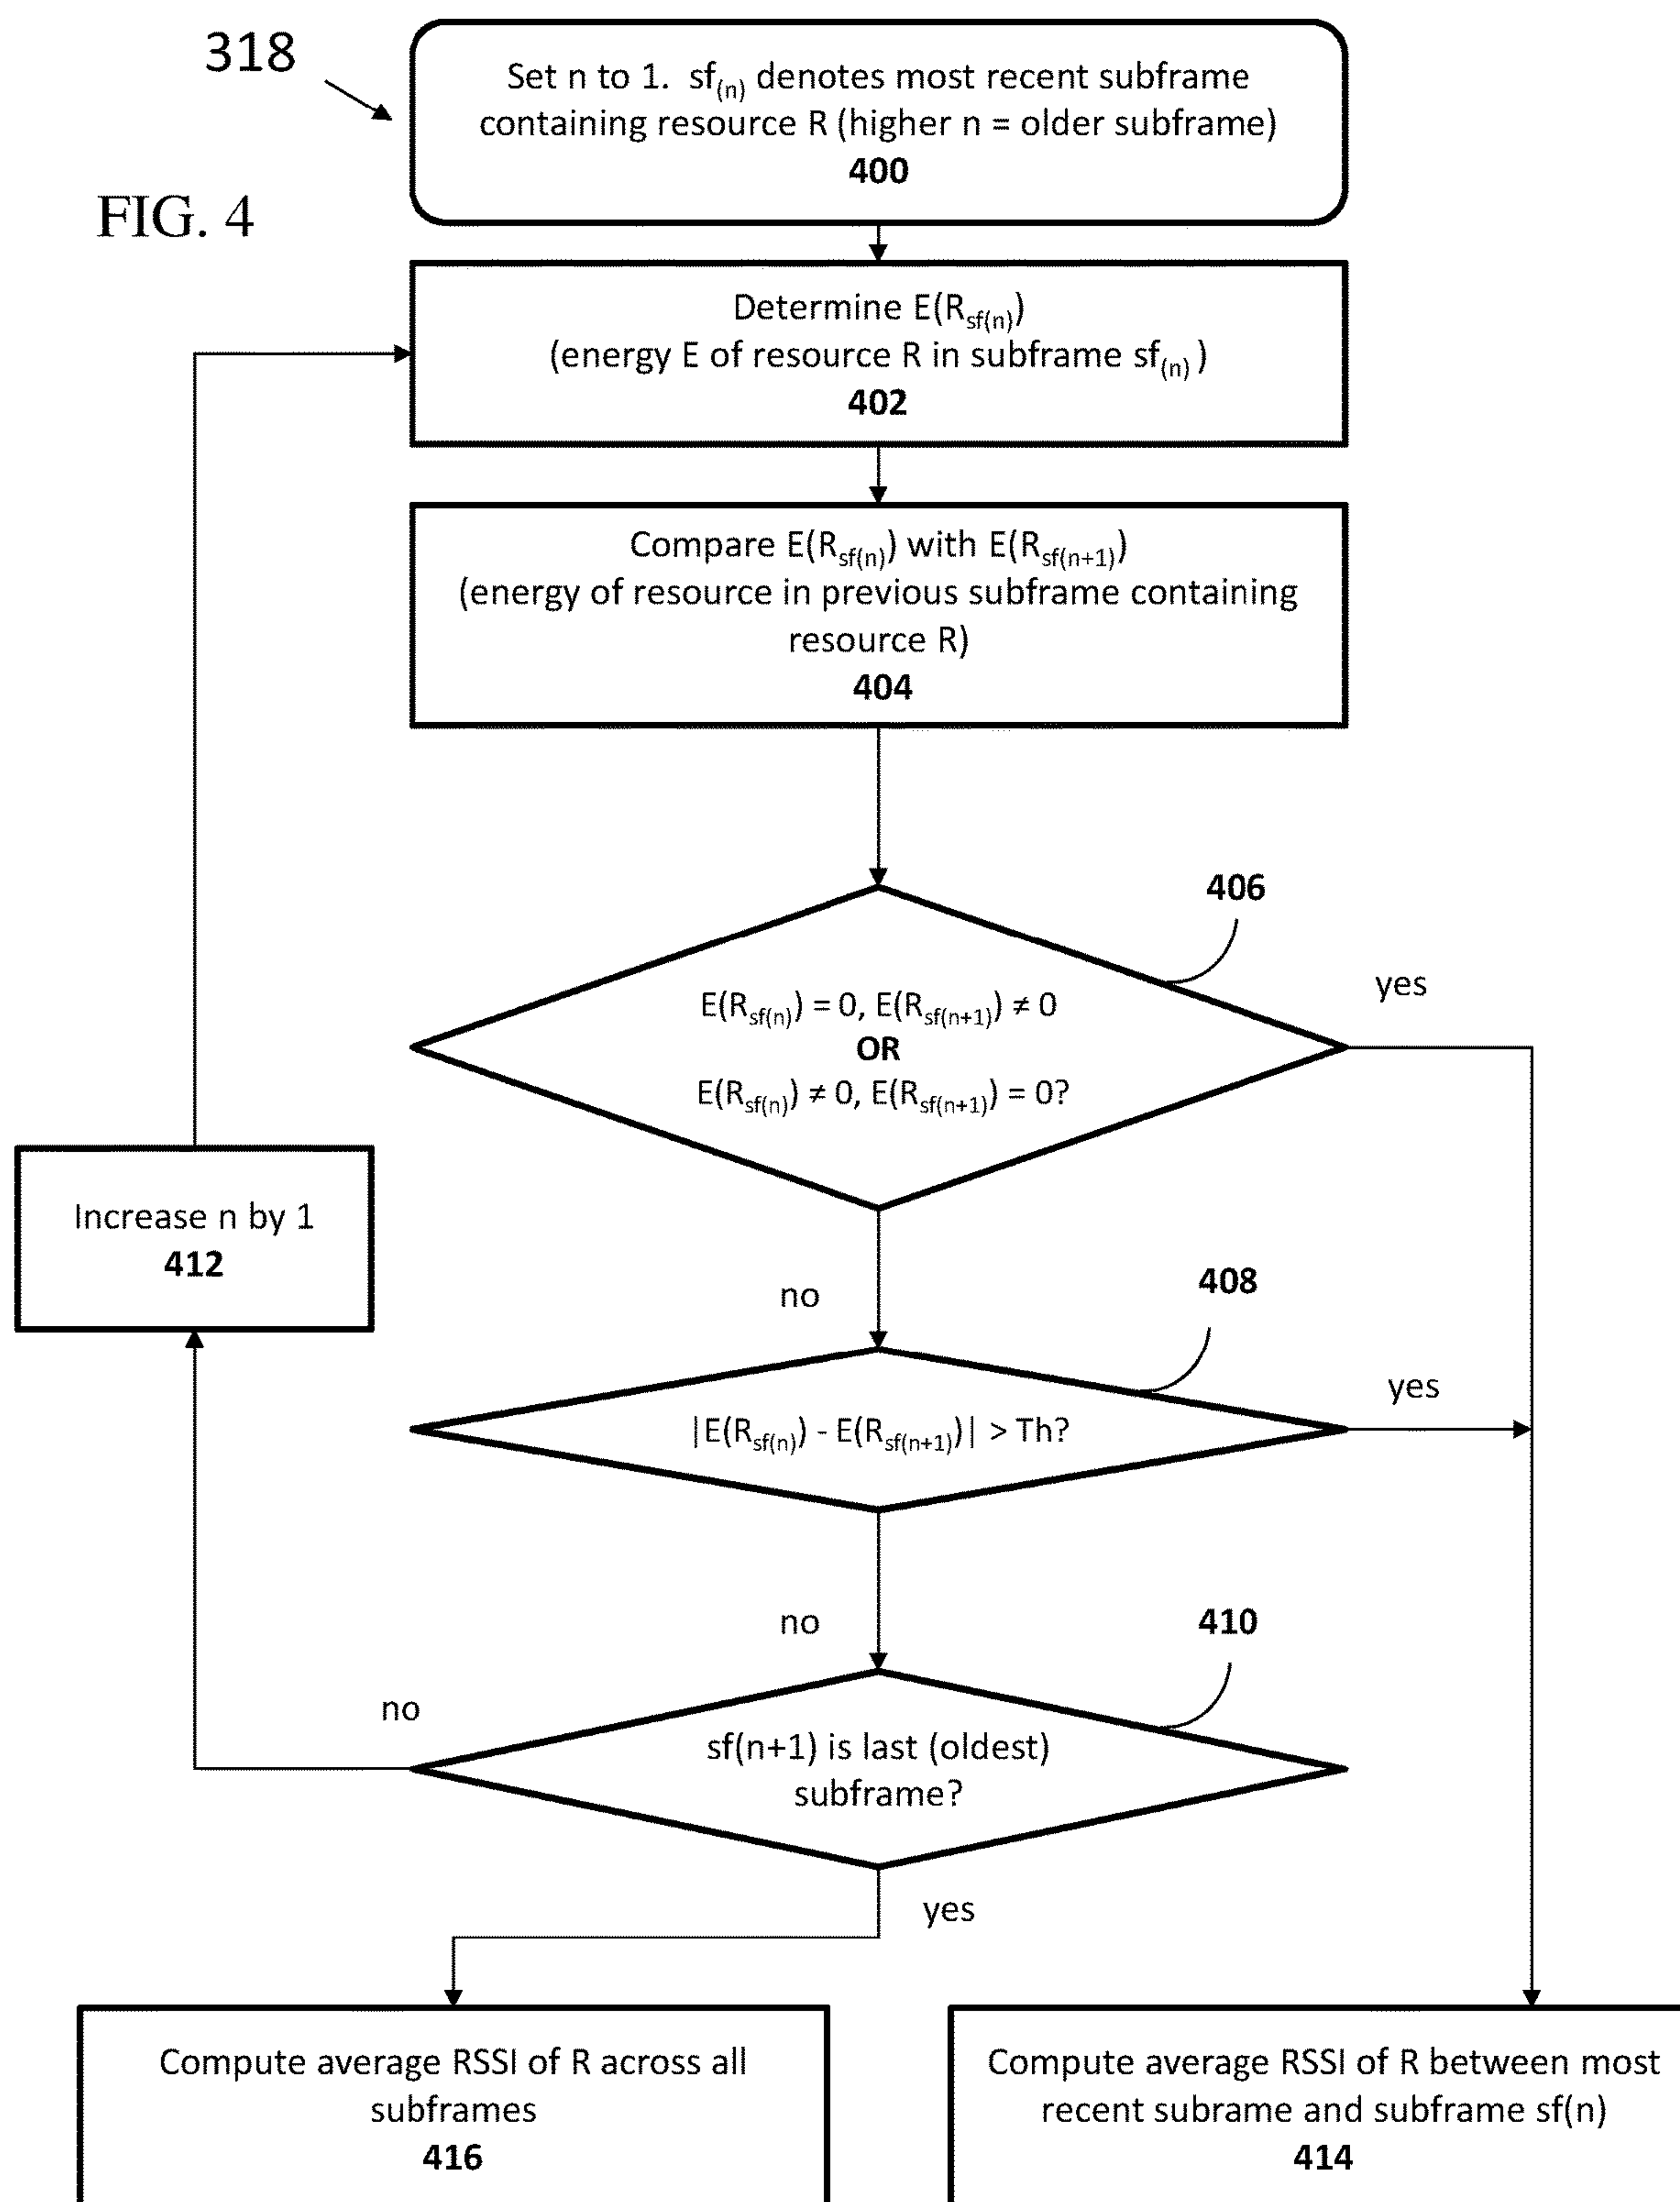 318
Set n to 1. sf(n) denotes most recent subframe
containing resource R (higher n = older subframe)
400
FIG. 4
Determine E(Rsf(n))
(energy E of resource R in subframe sf(n) )
402
Compare E(Rsf(n)) with E(Rsf(n+1))
(energy of resource in previous subframe containing
resource R)
404
406
yes
E(Rsf(n)) = 0, E(Rsf(n+1)) ≠ 0
OR
E(Rsf(n)) ≠ 0, E(Rsf(n+1)) = 0?
Increase n by 1
412
no
408
yes
|E(Rsf(n)) - E(Rsf(n+1))| > Th?
no
410
no
sf(n+1) is last (oldest)
subframe?
yes
Compute average RSSI of R across all
subframes
416
Compute average RSSI of R between most
recent subrame and subframe sf(n)
414